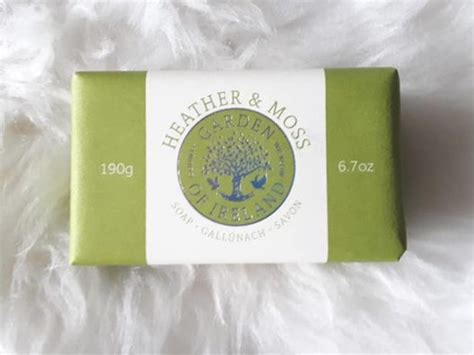 HEATHER & MOSS
GARDEN
OF IRELAND
SOAP • GALLÚNACH • SAVON
190g
6.7oz